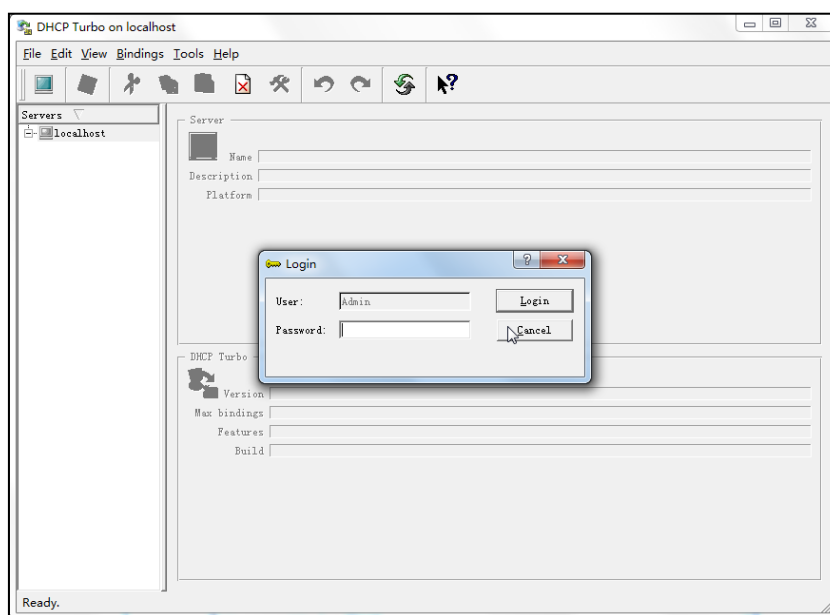 DHCP Turbo on localhost
File Edit View Bindings Tools Help
Servers
localhost
Server
Name
Description
Platform
Login
User: Admin Login
Password: Cancel
DHCP Turbo
Version
Max bindings
Features
Build
Ready.